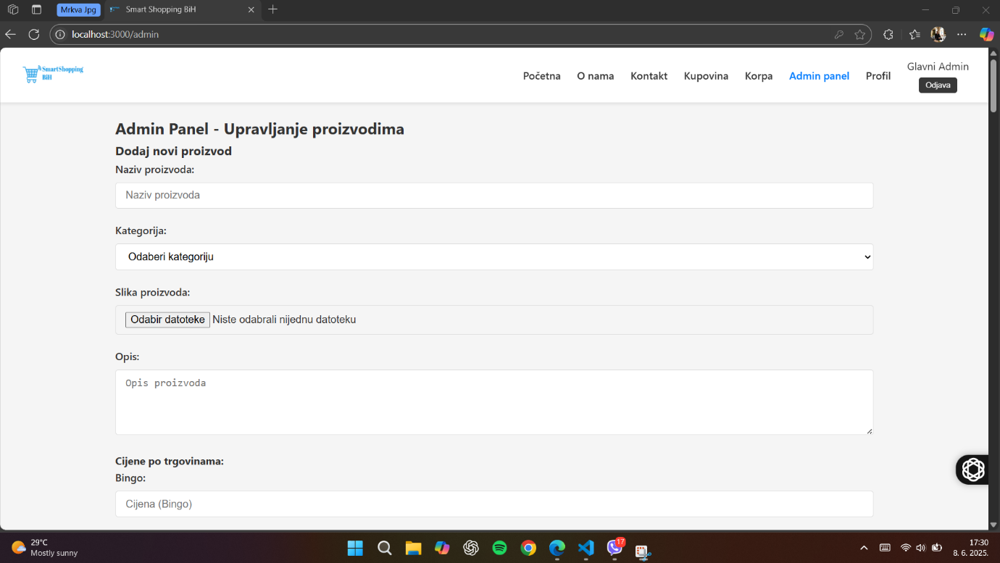 Mrkva Jpg
Smart Shopping BiH
localhost:3000/admin
SmartShopping
BiH
Početna
O nama
Kontakt
Kupovina
Korpa
Admin panel
Profil
Glavni Admin
Odjava
Admin Panel - Upravljanje proizvodima
Dodaj novi proizvod
Naziv proizvoda:
Naziv proizvoda
Kategorija:
Odaberi kategoriju
Slika proizvoda:
Odabir datoteke Niste odabrali nijednu datoteku
Opis:
Opis proizvoda
Cijene po trgovinama:
Bingo:
Cijena (Bingo)
29°C
Mostly sunny
17
17:30
8. 6. 2025.